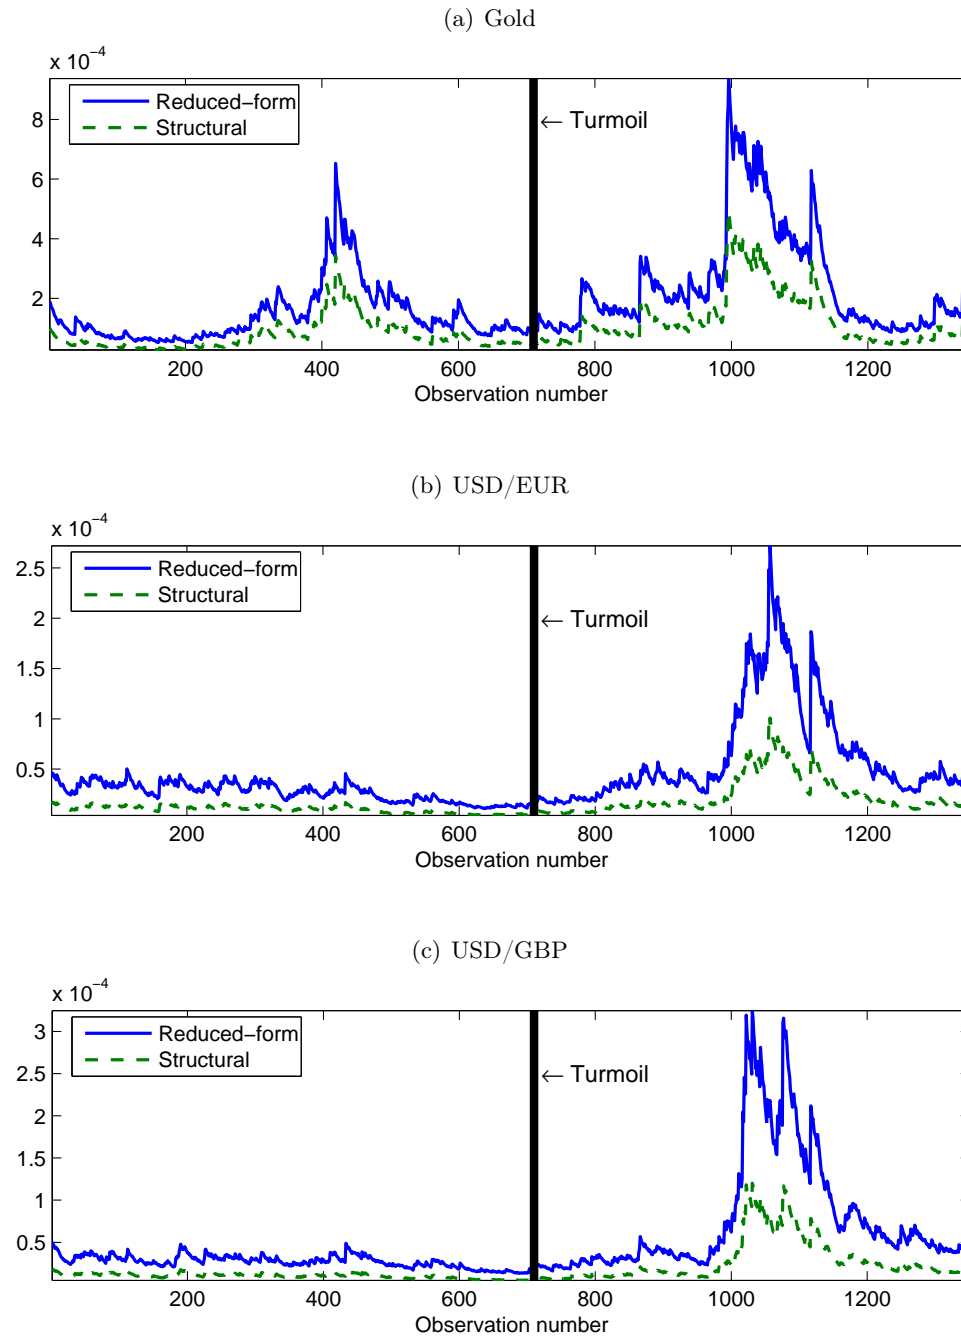 (a) Gold
x 10⁻⁴
Reduced−form
Structural
← Turmoil
8
6
4
2
200 400 600 800 1000 1200
Observation number
(b) USD/EUR
x 10⁻⁴
Reduced−form
Structural
← Turmoil
2.5
2
1.5
1
0.5
200 400 600 800 1000 1200
Observation number
(c) USD/GBP
x 10⁻⁴
Reduced−form
Structural
← Turmoil
3
2.5
2
1.5
1
0.5
200 400 600 800 1000 1200
Observation number